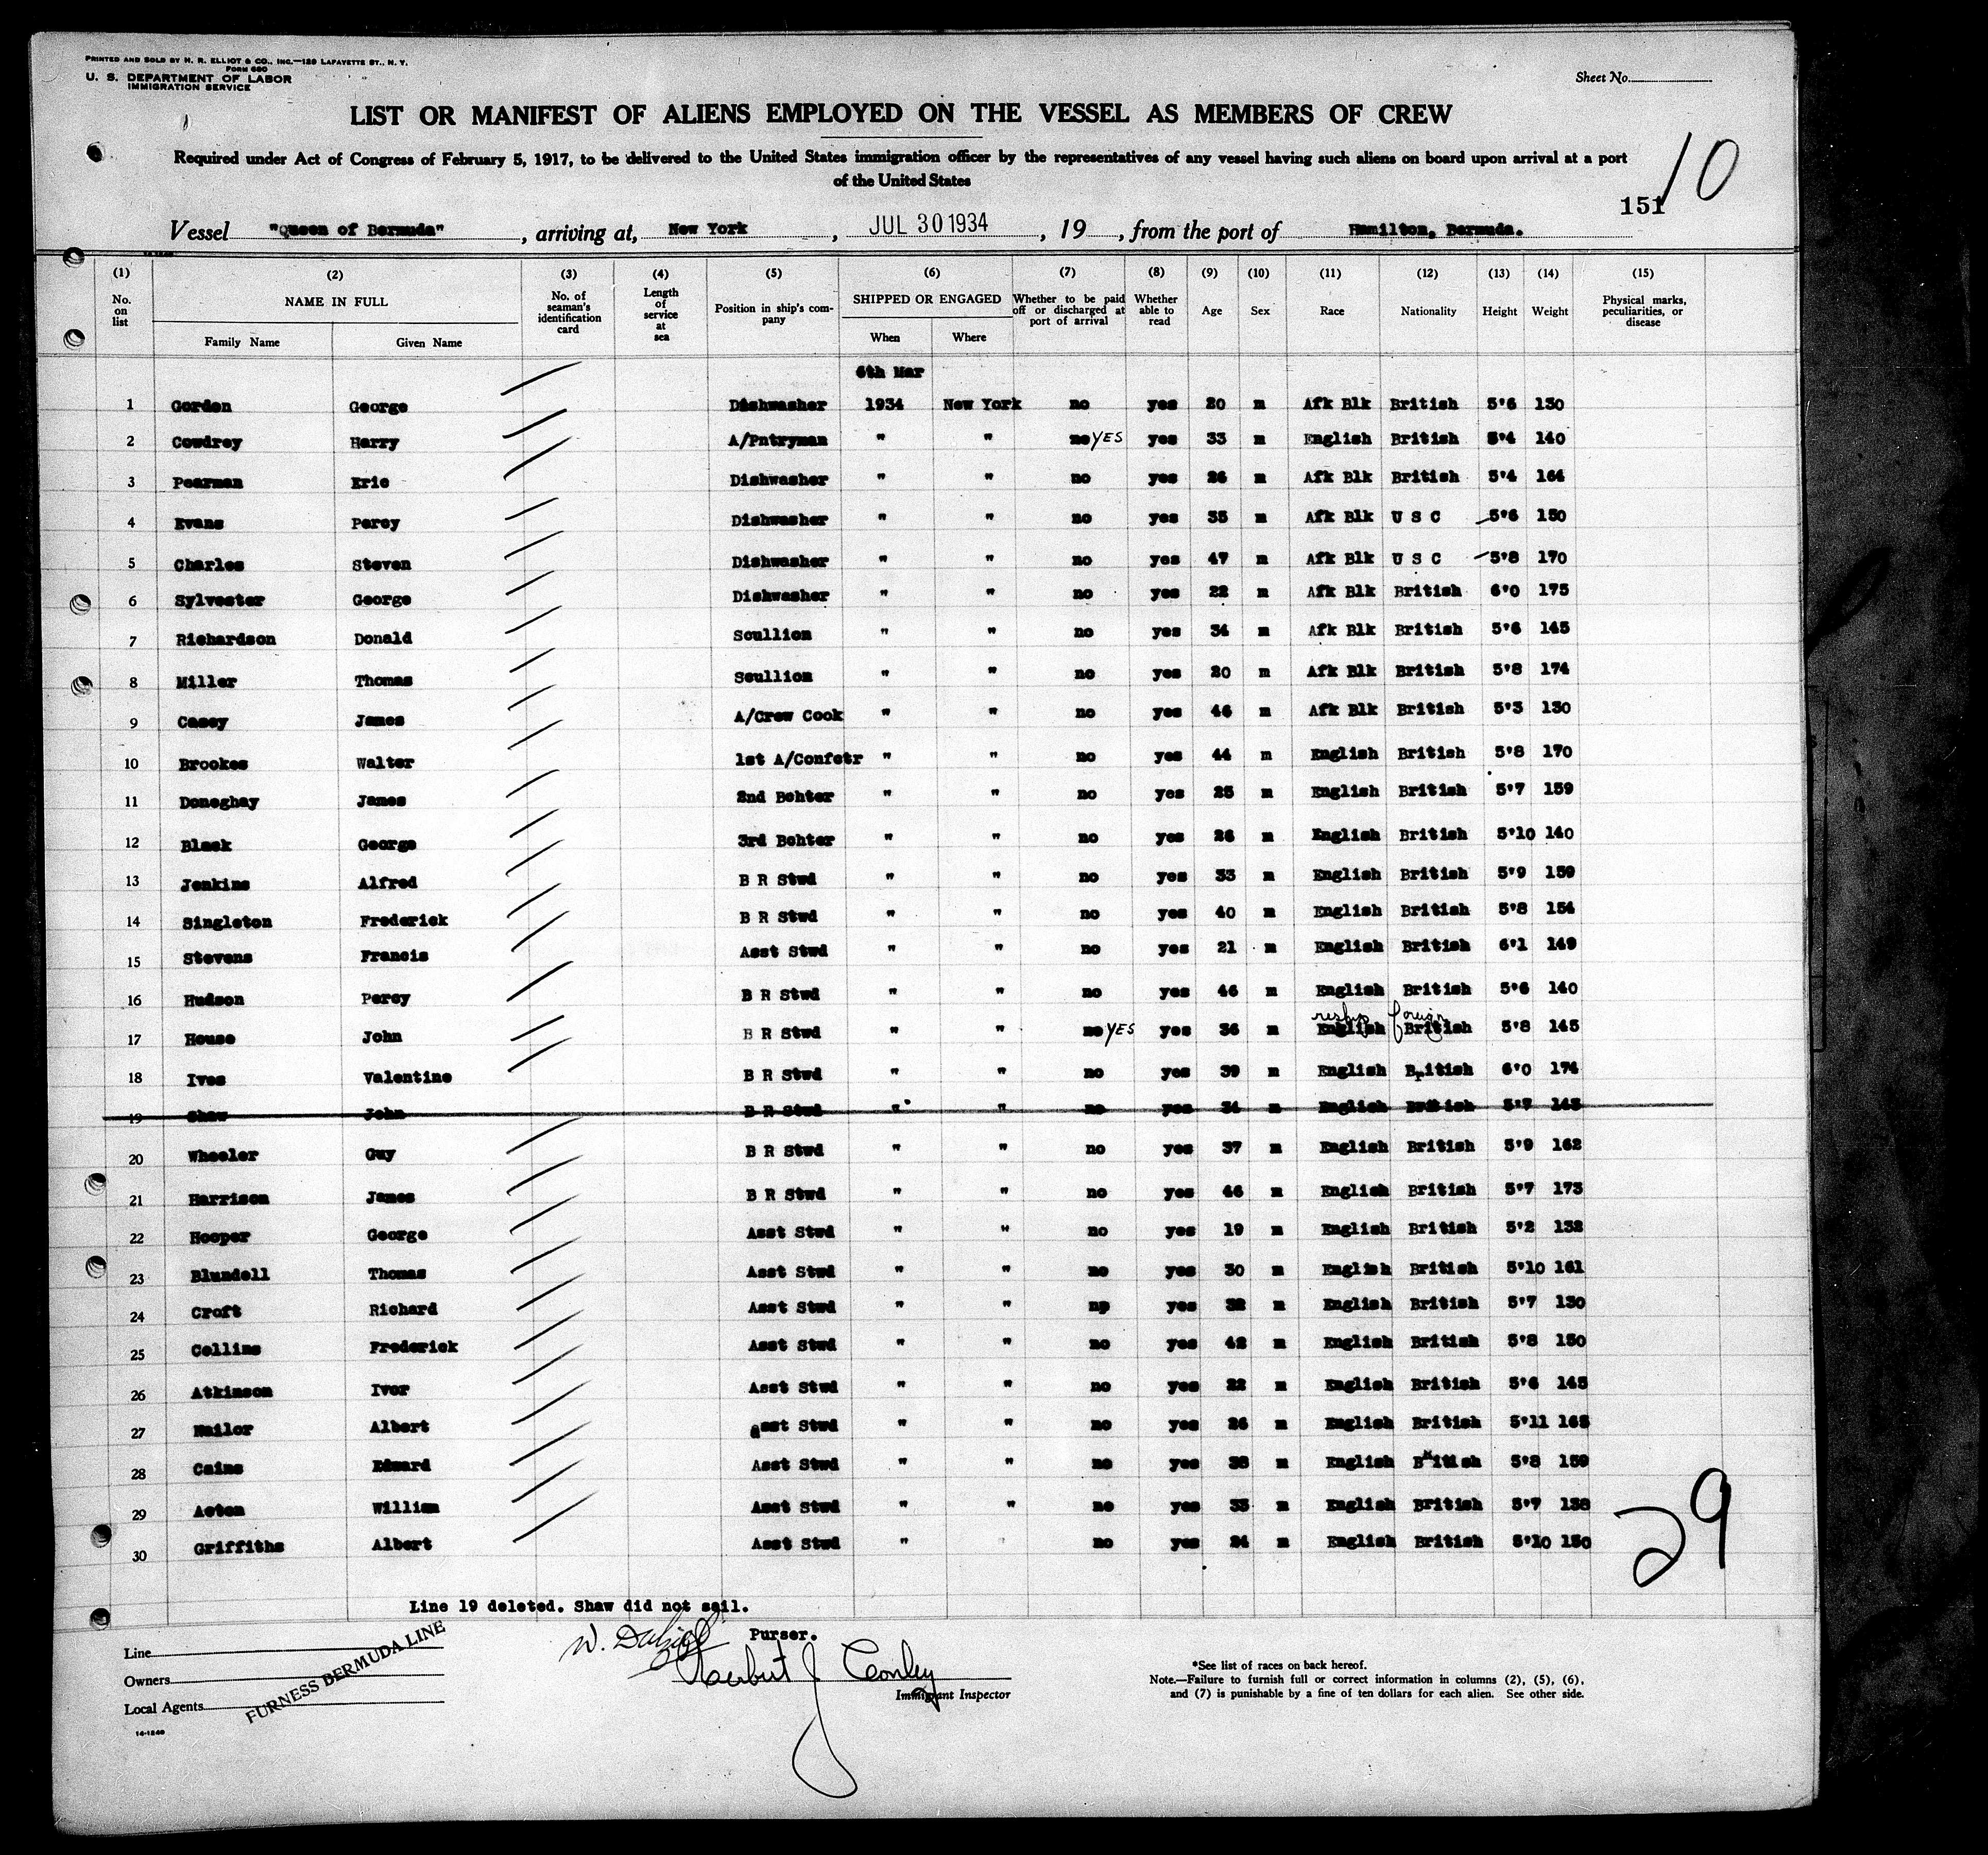 PRINTED AND SOLD BY H. R. ELLIOT & CO., INC.—129 LAFAYETTE ST., N. Y.
FORM 680
U. S. DEPARTMENT OF LABOR
IMMIGRATION SERVICE
Sheet No.
LIST OR MANIFEST OF ALIENS EMPLOYED ON THE VESSEL AS MEMBERS OF CREW
Required under Act of Congress of February 5, 1917, to be delivered to the United States immigration officer by the representatives of any vessel having such aliens on board upon arrival at a port
of the United States
10
151
Vessel "Queen of Bermuda", arriving at, New York, JUL 30 1934, 19, from the port of Hamilton, Bermuda.
(1) (2) (3) (4) (5) (6) (7) (8) (9) (10) (11) (12) (13) (14) (15)
No. on list NAME IN FULL Family Name Given Name No. of seaman's identification card Length of service at sea Position in ship's company SHIPPED OR ENGAGED When Where Whether to be paid off or discharged at port of arrival Whether able to read Age Sex Race Nationality Height Weight Physical marks, peculiarities, or disease
6th Mar
1 Gordon George Dishwasher 1934 New York no yes 20 m Afk Blk British 5'6 130
2 Cowdrey Harry A/Pntryman " " no YES yes 33 m English British 5'4 140
3 Pearman Eric Dishwasher " " no yes 26 m Afk Blk British 5'4 164
4 Evans Percy Dishwasher " " no yes 35 m Afk Blk U S C 5'6 150
5 Charles Steven Dishwasher " " no yes 47 m Afk Blk U S C 5'8 170
6 Sylvester George Dishwasher " " no yes 22 m Afk Blk British 6'0 175
7 Richardson Donald Scullion " " no yes 34 m Afk Blk British 5'6 145
8 Miller Thomas Scullion " " no yes 20 m Afk Blk British 5'8 174
9 Casey James A/Crew Cook " " no yes 46 m Afk Blk British 5'3 130
10 Brookes Walter 1st A/Confctr " " no yes 44 m English British 5'8 170
11 Doneghay James 2nd Bchter " " no yes 25 m English British 5'7 159
12 Black George 3rd Bchter " " no yes 26 m English British 5'10 140
13 Jenkins Alfred B R Stwd " " no yes 33 m English British 5'9 159
14 Singleton Frederick B R Stwd " " no yes 40 m English British 5'8 154
15 Stevens Francis Asst Stwd " " no yes 21 m English British 6'1 149
16 Hudson Percy B R Stwd " " no yes 46 m English British 5'6 140
reship foreign
17 House John B R Stwd " " no YES yes 36 m English British 5'8 145
18 Ives Valentine B R Stwd " " no yes 39 m English British 6'0 174
19 Shaw John B R Stwd " " no yes 34 m English British 5'7 145
20 Wheeler Guy B R Stwd " " no yes 37 m English British 5'9 162
21 Harrison James B R Stwd " " no yes 46 m English British 5'7 173
22 Hooper George Asst Stwd " " no yes 19 m English British 5'2 132
23 Blundell Thomas Asst Stwd " " no yes 30 m English British 5'10 161
24 Croft Richard Asst Stwd " " np yes 32 m English British 5'7 130
25 Collins Frederick Asst Stwd " " no yes 42 m English British 5'8 150
26 Atkinson Ivor Asst Stwd " " no yes 22 m English British 5'6 145
27 Nailor Albert Asst Stwd " " no yes 26 m English British 5'11 165
28 Cains Edward Asst Stwd " " no yes 38 m English British 5'8 159
29 Acton William Asst Stwd " " no yes 33 m English British 5'7 138
30 Griffiths Albert Asst Stwd " " no yes 24 m English British 5'10 150
29
Line 19 deleted. Shaw did not sail.
W. Purser.
Line
Owners
Local Agents
FURNESS BERMUDA LINE
Herbert J Conley
Immigrant Inspector
*See list of races on back hereof.
Note.—Failure to furnish full or correct information in columns (2), (5), (6),
and (7) is punishable by a fine of ten dollars for each alien. See other side.
14-1240